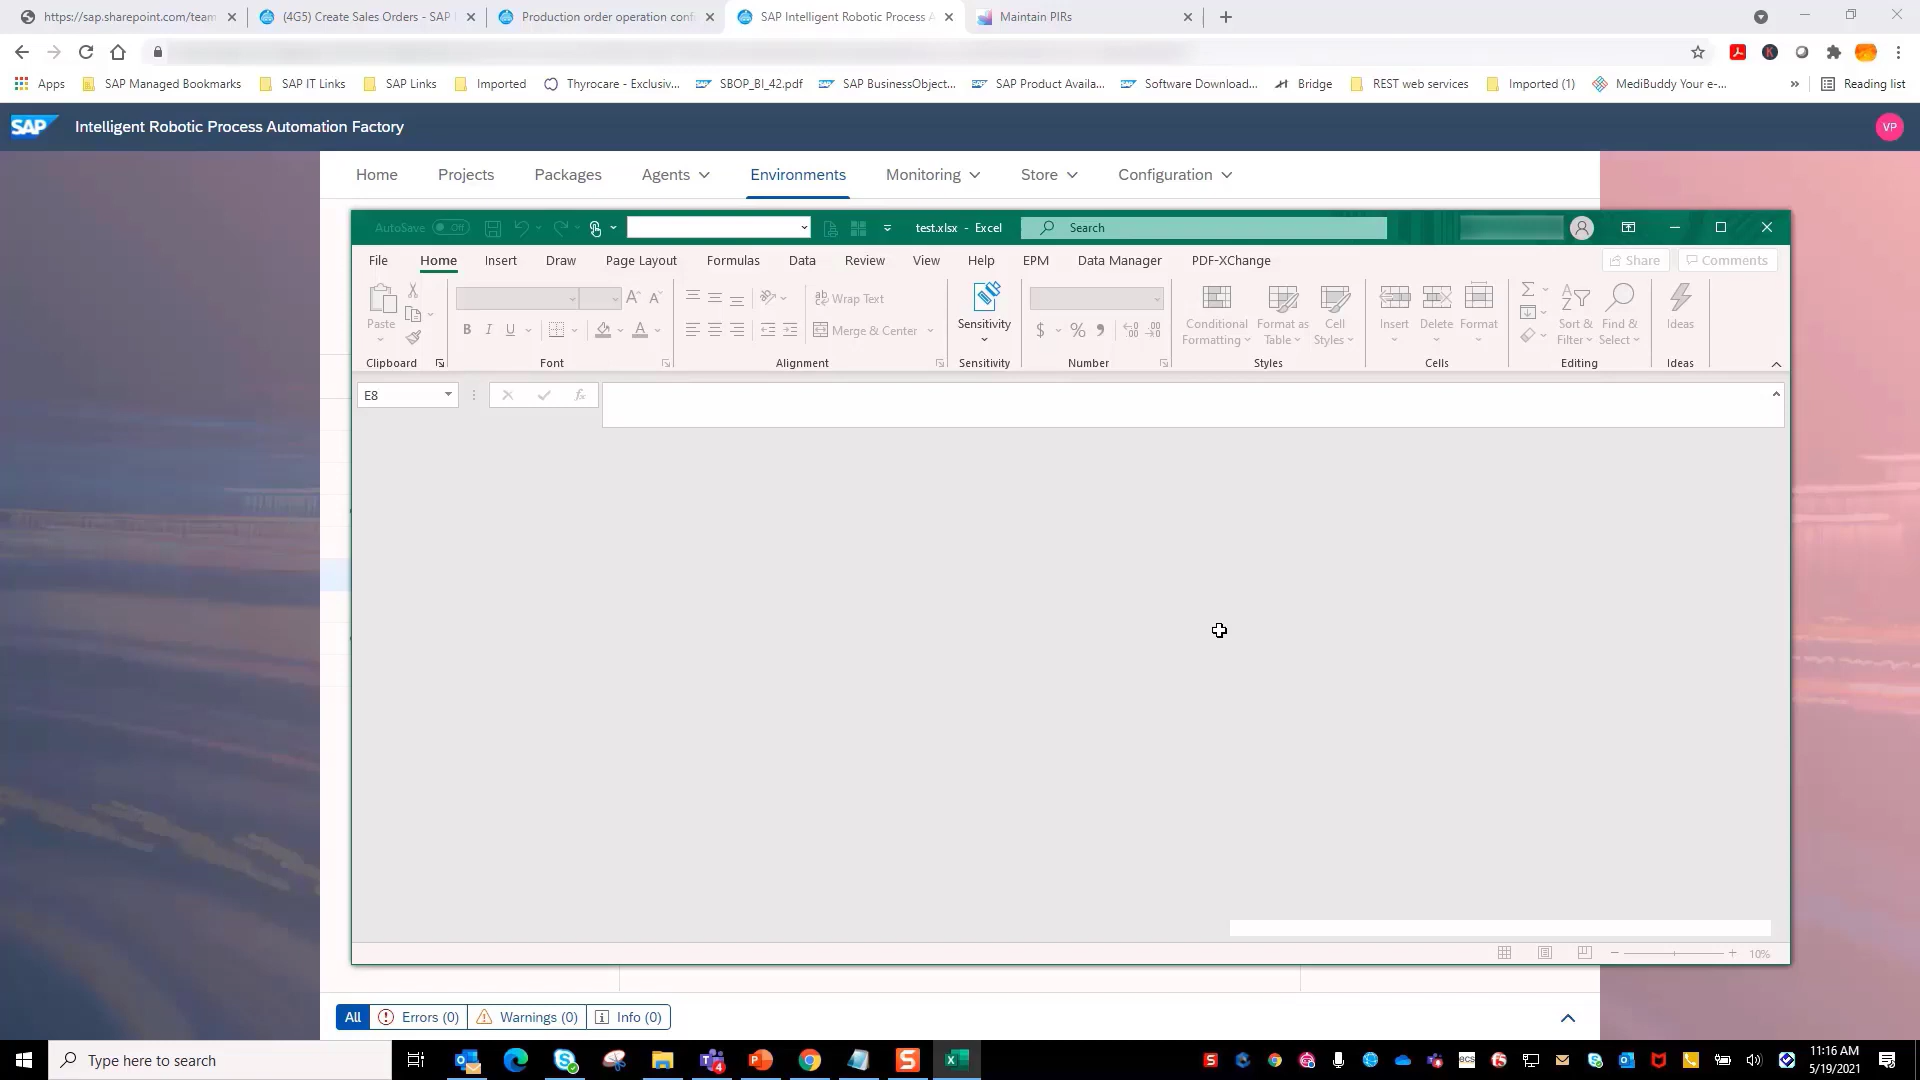 https://sap.sharepoint.com/team
(4G5) Create Sales Orders - SAP
Production order operation confi
SAP Intelligent Robotic Process A
Maintain PIRs
Apps
SAP Managed Bookmarks
SAP IT Links
SAP Links
Imported
Thyrocare - Exclusiv...
SBOP_BI_42.pdf
SAP BusinessObject...
SAP Product Availa...
Software Download...
Bridge
REST web services
Imported (1)
MediBuddy Your e-...
»
Reading list
SAP Intelligent Robotic Process Automation Factory
VP
Home Projects Packages Agents Environments Monitoring Store Configuration
AutoSave Off
test.xlsx - Excel
Search
File Home Insert Draw Page Layout Formulas Data Review View Help EPM Data Manager PDF-XChange
Share
Comments
Paste
Clipboard
B I U
Font
Wrap Text
Merge & Center
Alignment
Sensitivity
Sensitivity
$ %
Number
Conditional
Formatting
Format as
Table
Cell
Styles
Styles
Insert Delete Format
Cells
Sort &
Filter
Find &
Select
Editing
Ideas
Ideas
E8
fx
10%
All
Errors (0)
Warnings (0)
Info (0)
Type here to search
4
ecs
11:16 AM
5/19/2021